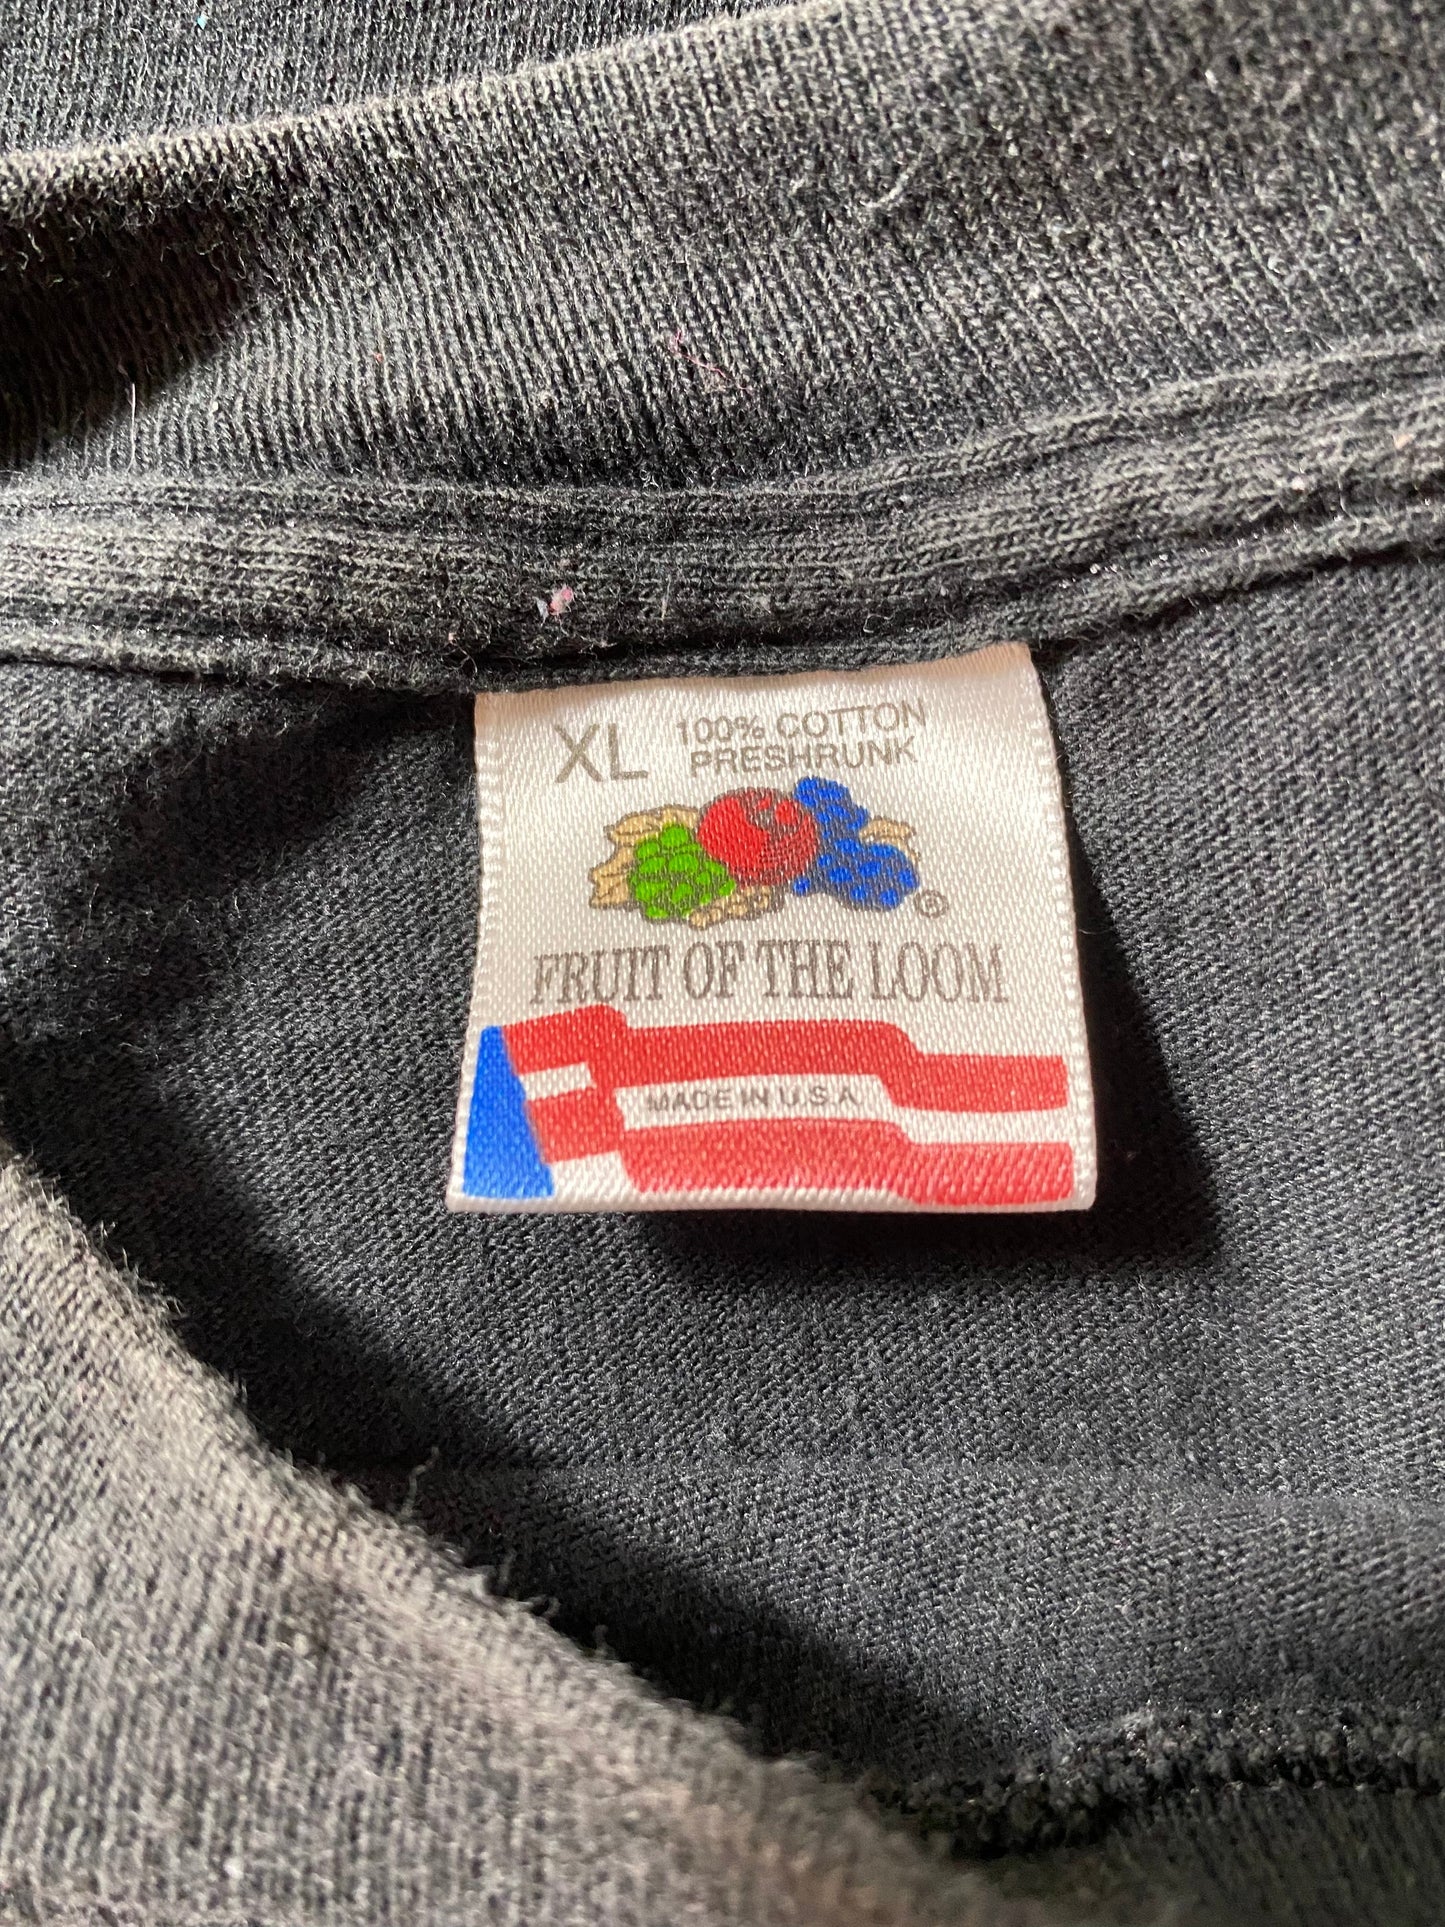 XL 100% COTTON
PRESHRUNK
®
FRUIT OF THE LOOM
MADE IN U.S.A